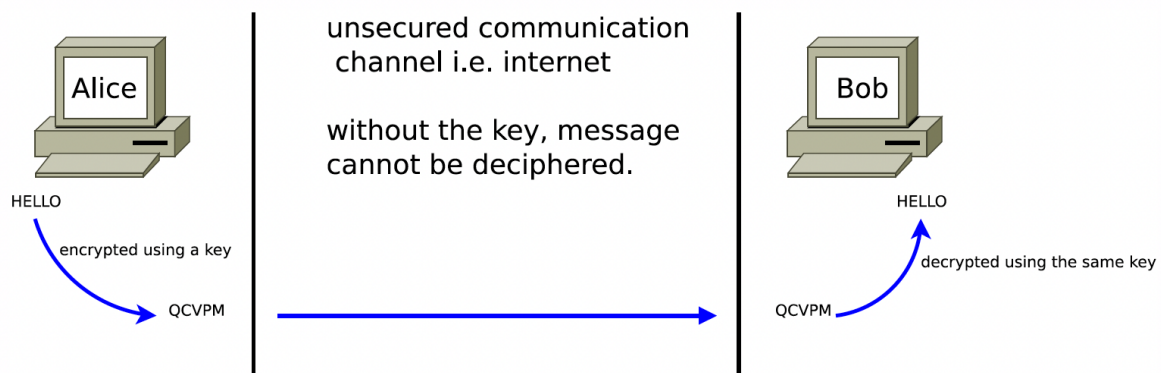 Alice
unsecured communication
channel i.e. internet
without the key, message
cannot be deciphered.
Bob
HELLO
encrypted using a key
QCVPM
HELLO
decrypted using the same key
QCVPM